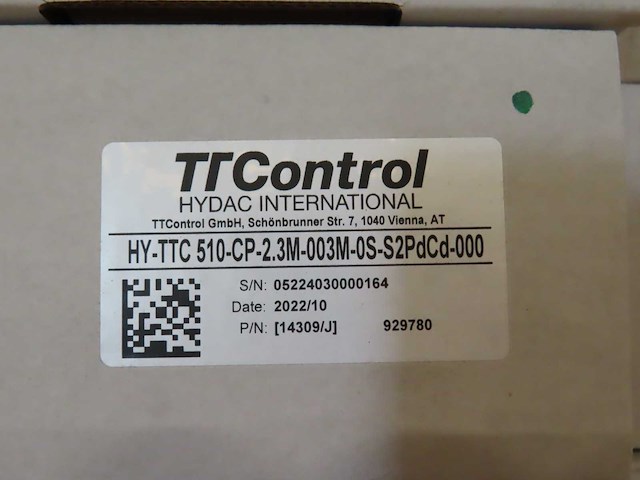 TTControl
HYDAC INTERNATIONAL
TTControl GmbH, Schönbrunner Str. 7, 1040 Vienna, AT
HY-TTC 510-CP-2.3M-003M-0S-S2PdCd-000
S/N: 05224030000164
Date: 2022/10
P/N: [14309/J] 929780